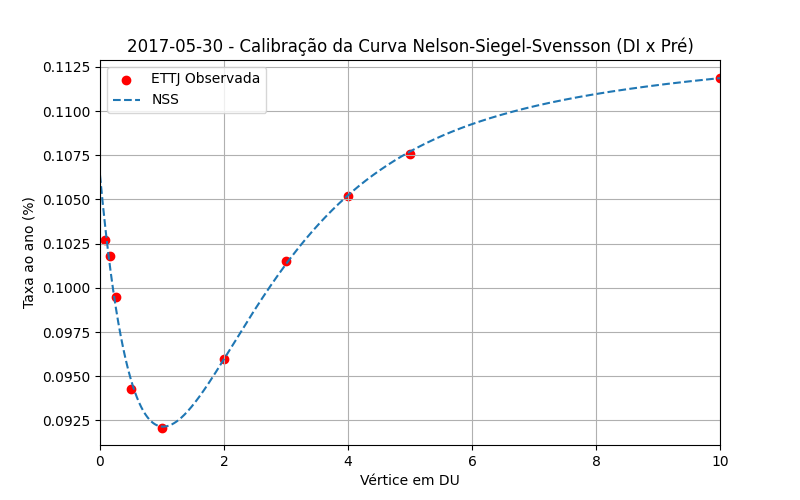 2017-05-30 - Calibração da Curva Nelson-Siegel-Svensson (DI x Pré)
ETTJ Observada
NSS
Taxa ao ano (%)
0.1125
0.1100
0.1075
0.1050
0.1025
0.1000
0.0975
0.0950
0.0925
0 2 4 6 8 10
Vértice em DU